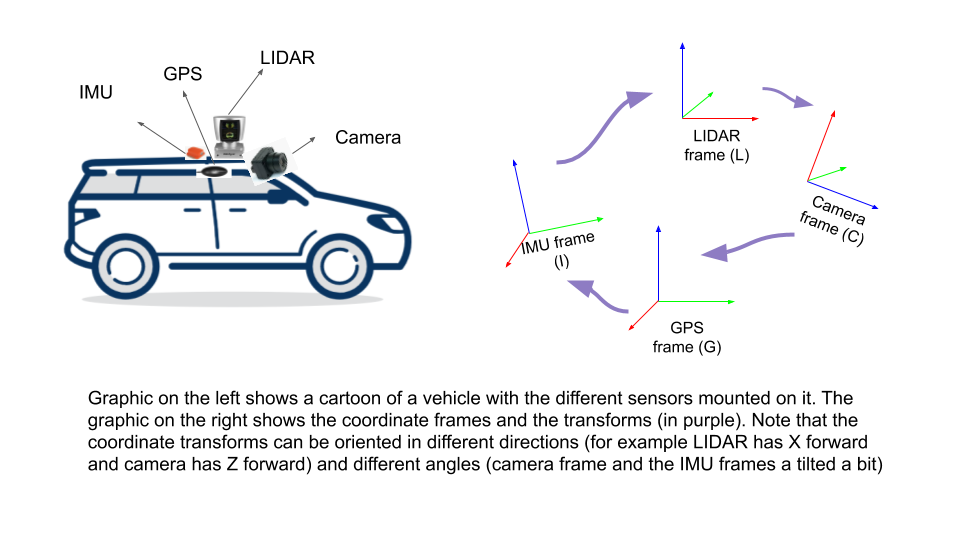 LIDAR
GPS
IMU
Camera
LIDAR
frame (L)
Camera
frame (C)
IMU frame
(I)
GPS
frame (G)
Graphic on the left shows a cartoon of a vehicle with the different sensors mounted on it. The
graphic on the right shows the coordinate frames and the transforms (in purple). Note that the
coordinate transforms can be oriented in different directions (for example LIDAR has X forward
and camera has Z forward) and different angles (camera frame and the IMU frames a tilted a bit)